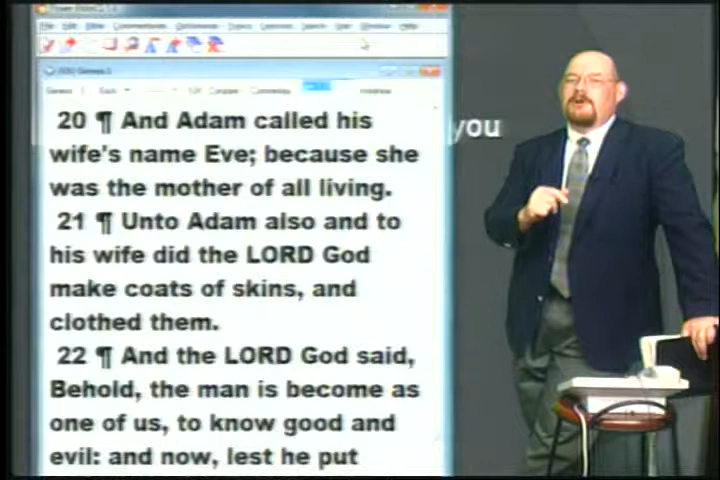 20 ¶ And Adam called his
wife's name Eve; because she
was the mother of all living.
21 ¶ Unto Adam also and to
his wife did the LORD God
make coats of skins, and
clothed them.
22 ¶ And the LORD God said,
Behold, the man is become as
one of us, to know good and
evil: and now, lest he put
you